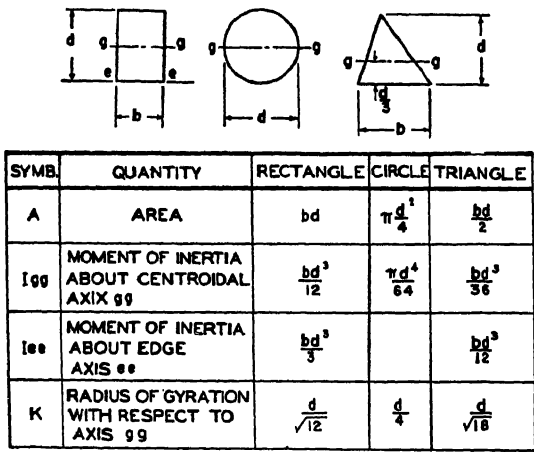 d g g e e b
g g d
g g d d/3 b
SYMB. QUANTITY RECTANGLE CIRCLE TRIANGLE
A AREA bd π d²/4 bd/2
Igg MOMENT OF INERTIA ABOUT CENTROIDAL AXIX gg bd³/12 πd⁴/64 bd³/36
Iee MOMENT OF INERTIA ABOUT EDGE AXIS ee bd³/3 bd³/12
K RADIUS OF GYRATION WITH RESPECT TO AXIS gg d/√12 d/4 d/√18